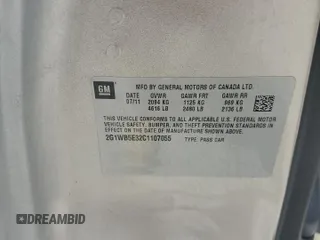 GM
MFD BY GENERAL MOTORS OF CANADA LTD.
DATE GVWR GAWR FRT GAWR RR
07/11 2094 KG 1125 KG 969 KG
4616 LB 2480 LB 2136 LB
THIS VEHICLE CONFORMS TO ALL APPLICABLE U.S. FEDERAL MOTOR
VEHICLE SAFETY, BUMPER, AND THEFT PREVENTION STANDARDS
IN EFFECT ON THE DATE OF MANUFACTURE SHOWN ABOVE.
2G1WB5E32C1107055 TYPE: PASS CAR
© DREAMBID